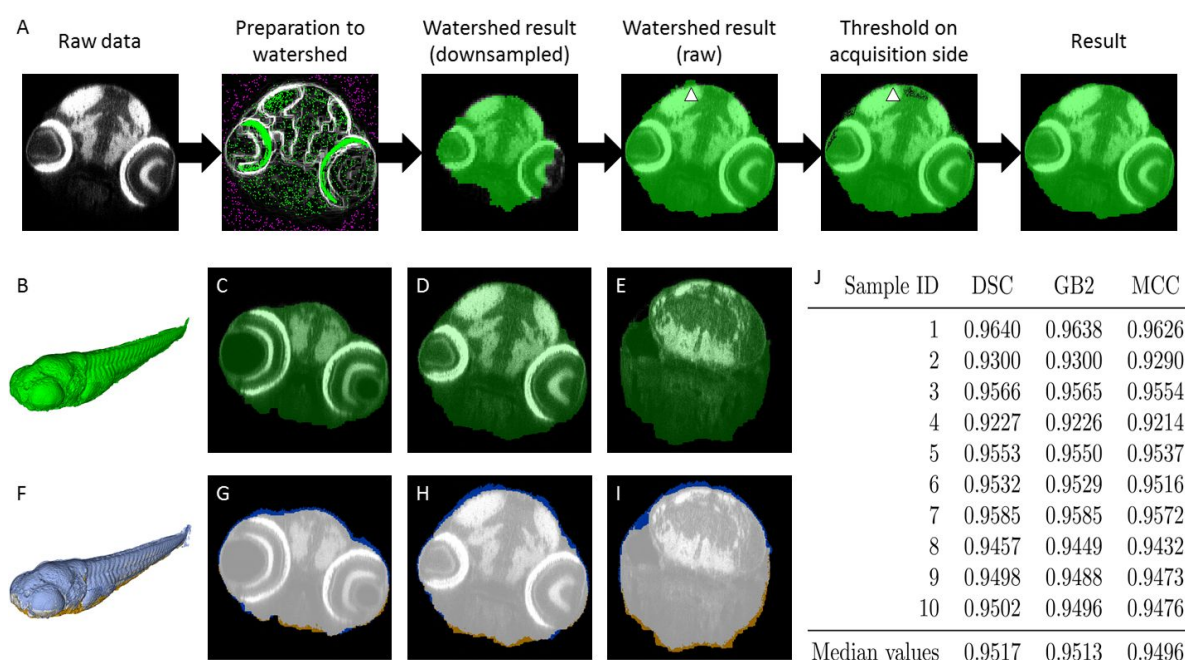 A
Raw data
Preparation to
watershed
Watershed result
(downsampled)
Watershed result
(raw)
Threshold on
acquisition side
Result
B
C
D
E
F
G
H
I
J
Sample ID DSC GB2 MCC
1 0.9640 0.9638 0.9626
2 0.9300 0.9300 0.9290
3 0.9566 0.9565 0.9554
4 0.9227 0.9226 0.9214
5 0.9553 0.9550 0.9537
6 0.9532 0.9529 0.9516
7 0.9585 0.9585 0.9572
8 0.9457 0.9449 0.9432
9 0.9498 0.9488 0.9473
10 0.9502 0.9496 0.9476
Median values 0.9517 0.9513 0.9496